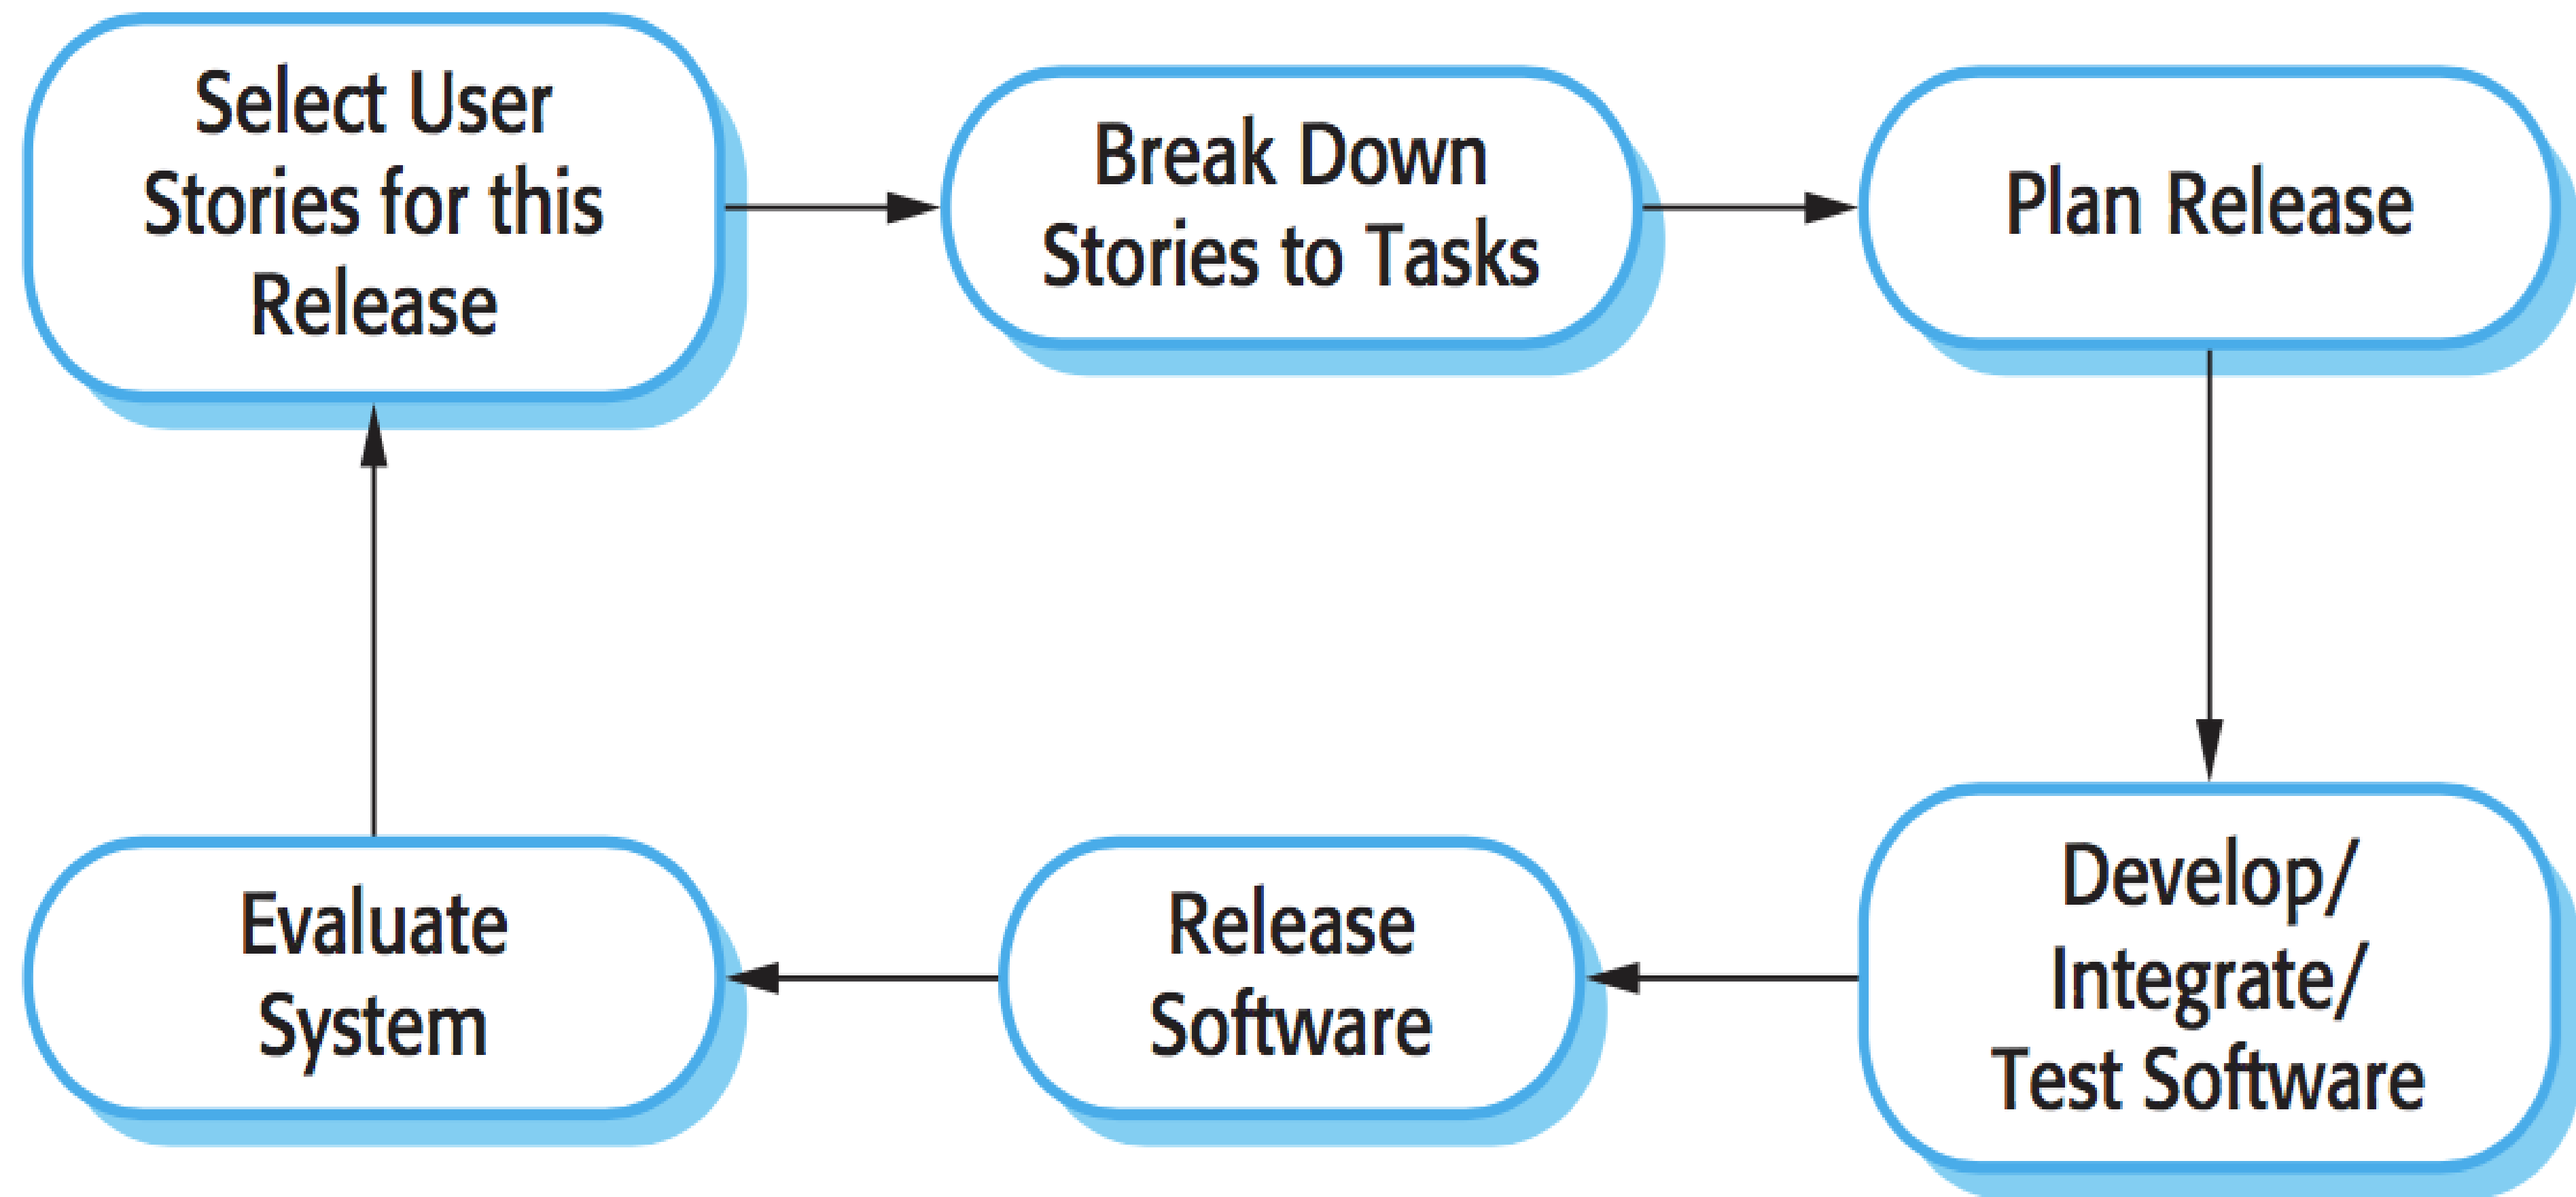 Select User
Stories for this
Release
Break Down
Stories to Tasks
Plan Release
Evaluate
System
Release
Software
Develop/
Integrate/
Test Software